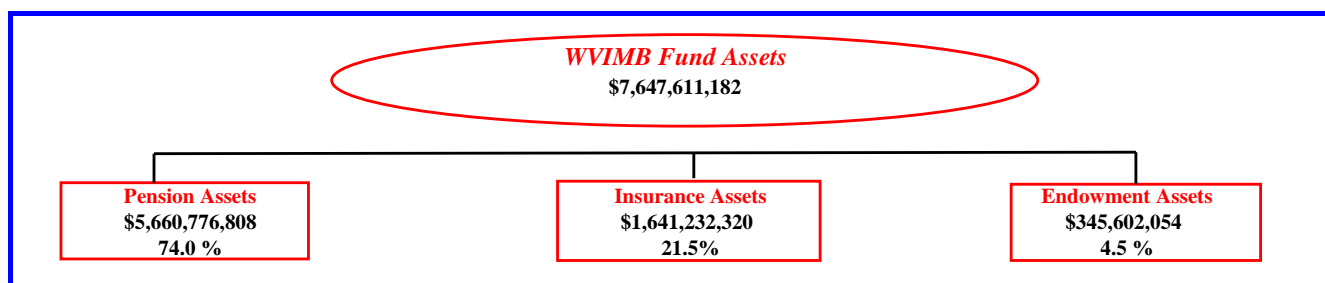 WVIMB Fund Assets
$7,647,611,182
Pension Assets
$5,660,776,808
74.0 %
Insurance Assets
$1,641,232,320
21.5%
Endowment Assets
$345,602,054
4.5 %